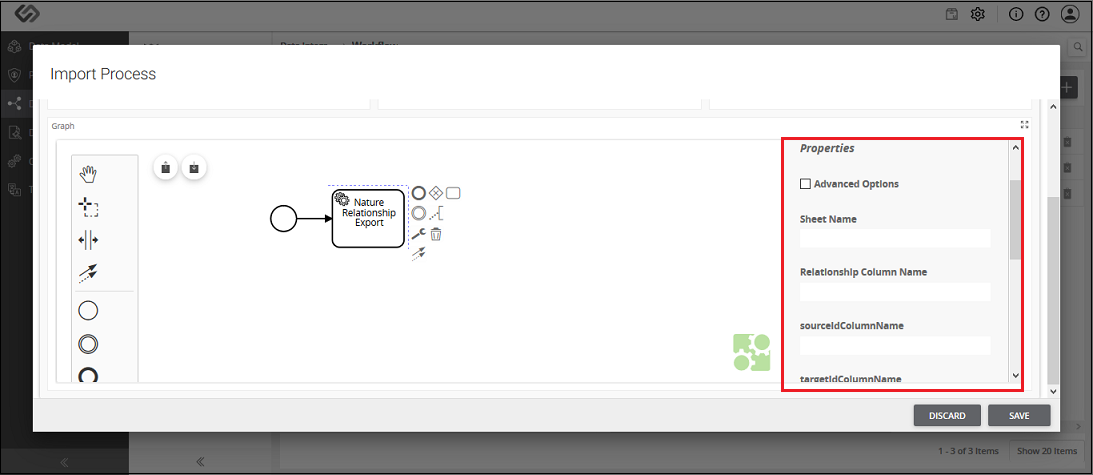 Workflow
Import Process
Graph
Properties
Advanced Options
Nature
Relationship
Export
Sheet Name
Relationship Column Name
sourceIdColumnName
targetIdColumnName
DISCARD
SAVE
1 - 3 of 3 Items
Show 20 Items